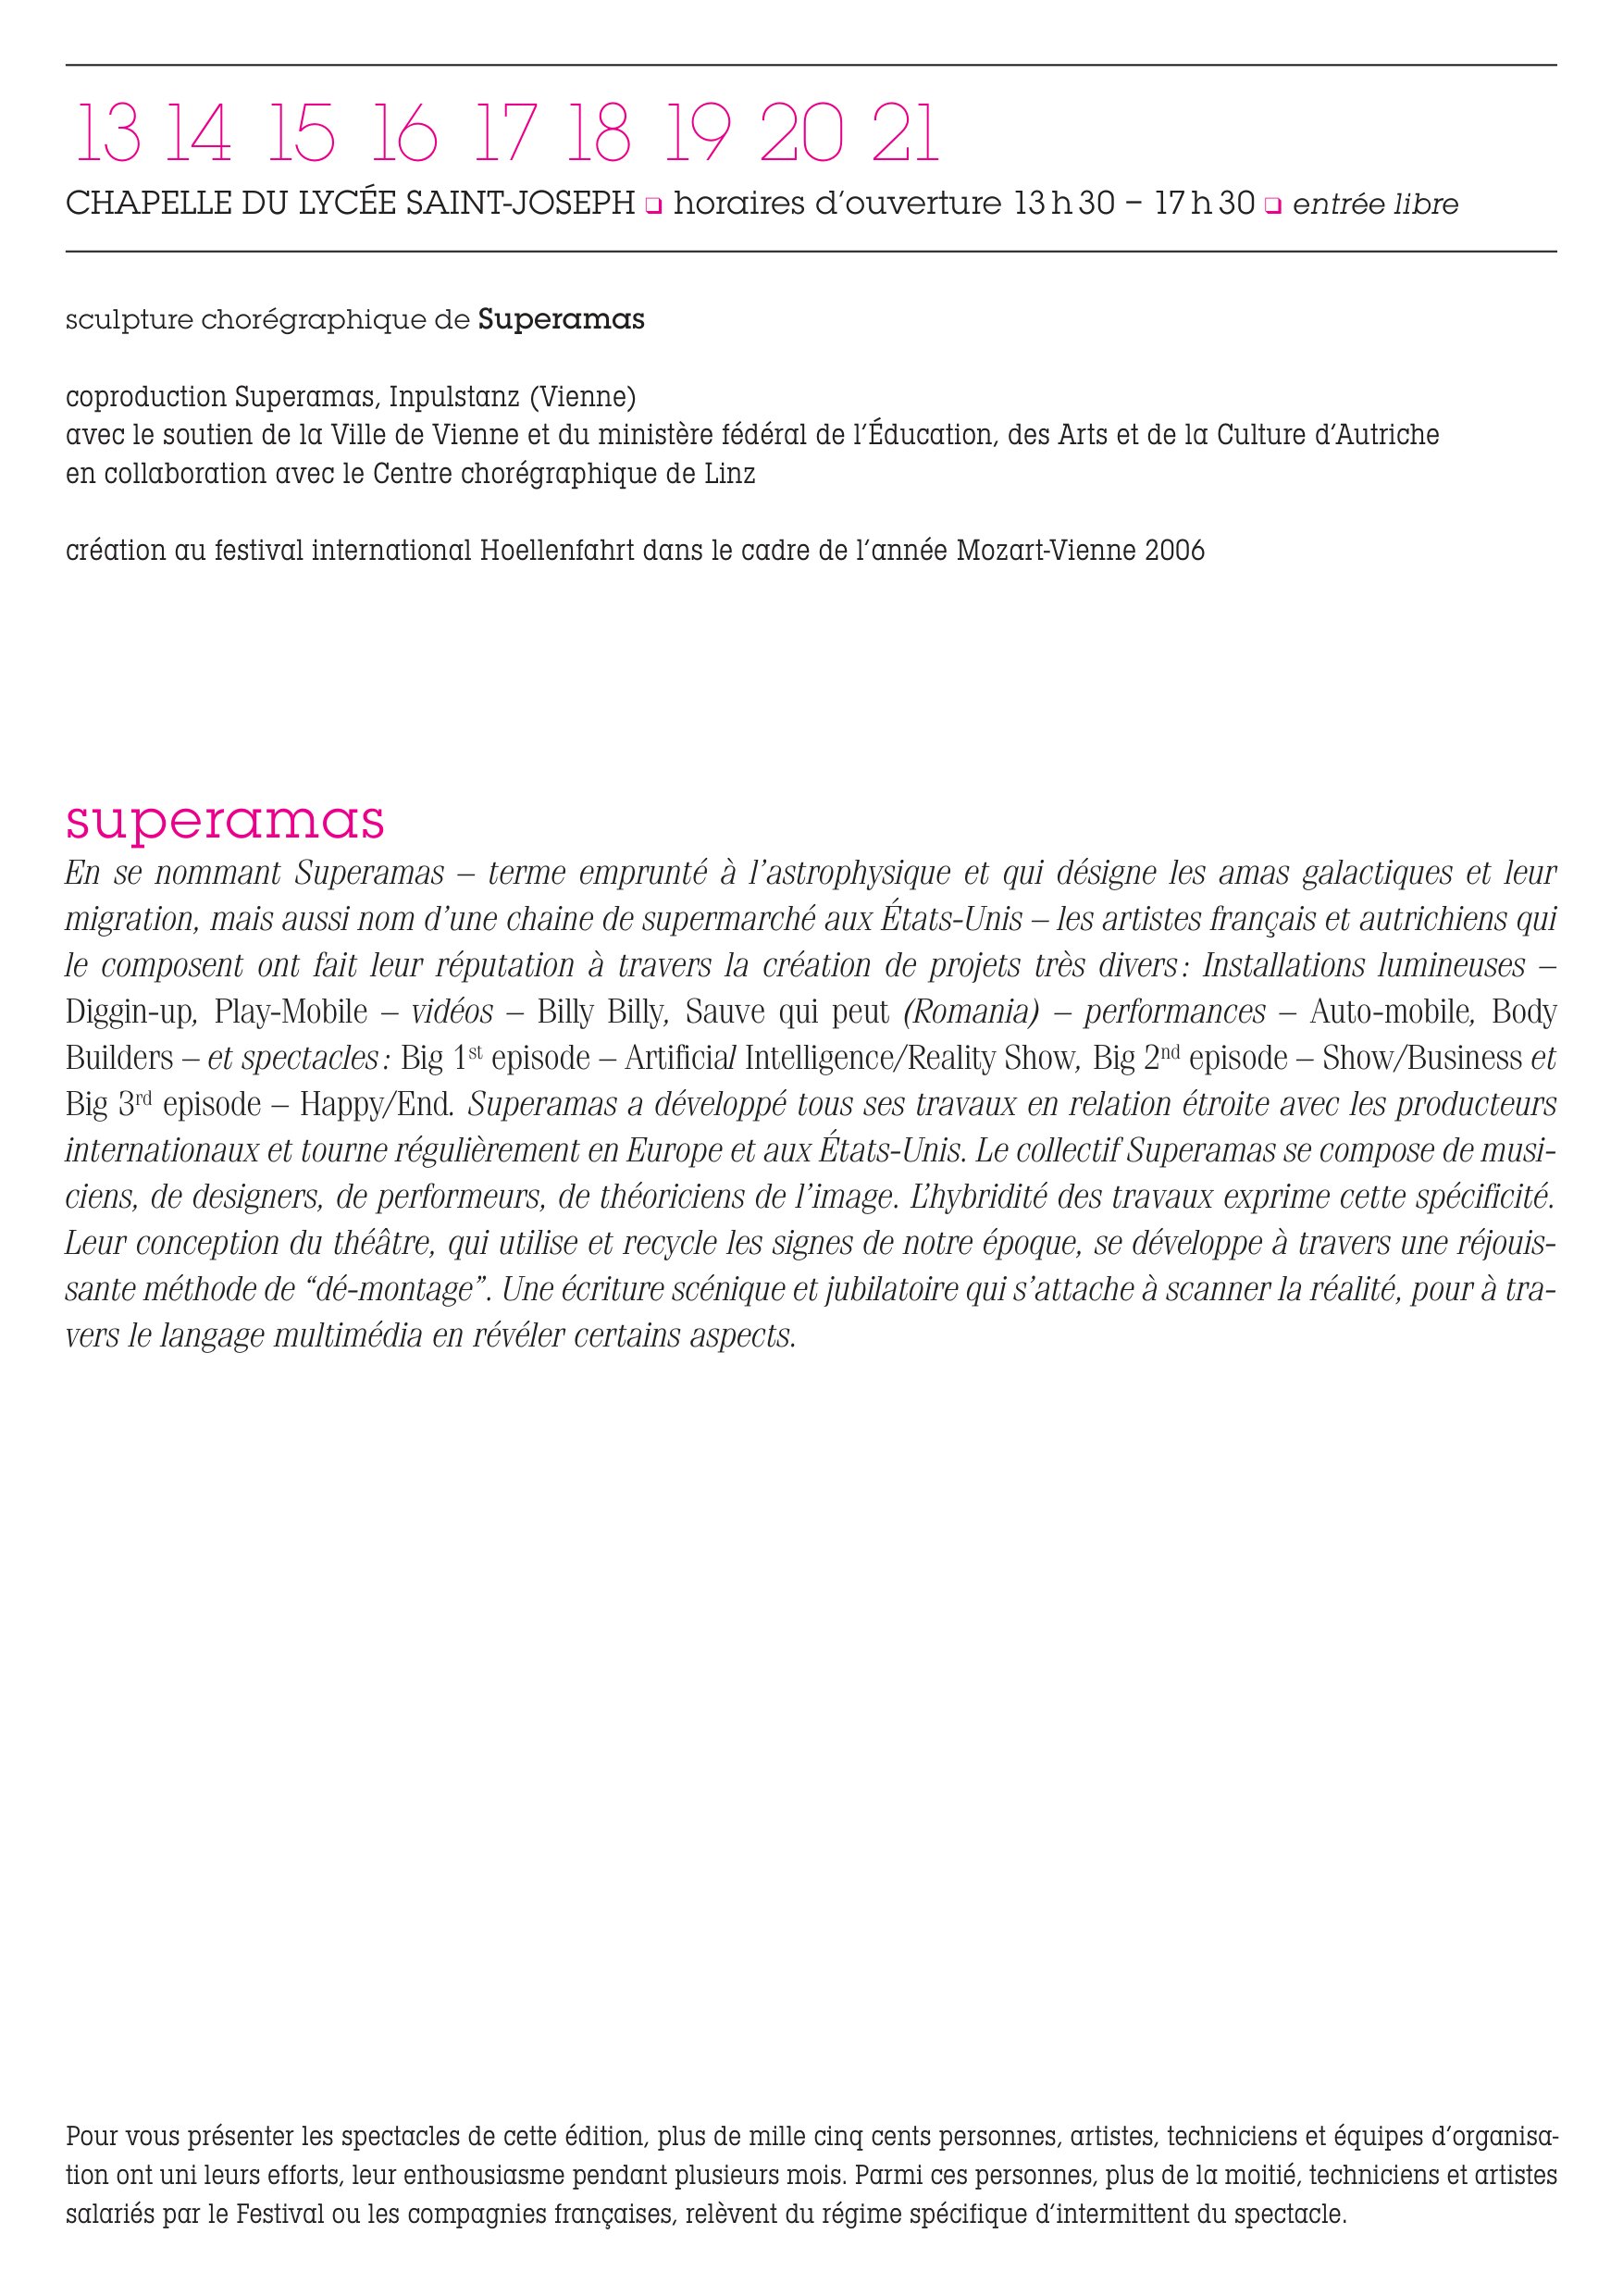 13 14 15 16 17 18 19 20 21
CHAPELLE DU LYCÉE SAINT-JOSEPH ❑ horaires d’ouverture 13 h 30 – 17 h 30 ❑ entrée libre
sculpture chorégraphique de Superamas
coproduction Superamas, Inpulstanz (Vienne)
avec le soutien de la Ville de Vienne et du ministère fédéral de l’Éducation, des Arts et de la Culture d’Autriche
en collaboration avec le Centre chorégraphique de Linz
création au festival international Hoellenfahrt dans le cadre de l’année Mozart-Vienne 2006
superamas
En se nommant Superamas – terme emprunté à l’astrophysique et qui désigne les amas galactiques et leur
migration, mais aussi nom d’une chaine de supermarché aux États-Unis – les artistes français et autrichiens qui
le composent ont fait leur réputation à travers la création de projets très divers : Installations lumineuses –
Diggin-up, Play-Mobile – vidéos – Billy Billy, Sauve qui peut (Romania) – performances – Auto-mobile, Body
Builders – et spectacles : Big 1st episode – Artificial Intelligence/Reality Show, Big 2nd episode – Show/Business et
Big 3rd episode – Happy/End. Superamas a développé tous ses travaux en relation étroite avec les producteurs
internationaux et tourne régulièrement en Europe et aux États-Unis. Le collectif Superamas se compose de musi-
ciens, de designers, de performeurs, de théoriciens de l’image. L’hybridité des travaux exprime cette spécificité.
Leur conception du théâtre, qui utilise et recycle les signes de notre époque, se développe à travers une réjouis-
sante méthode de “dé-montage”. Une écriture scénique et jubilatoire qui s’attache à scanner la réalité, pour à tra-
vers le langage multimédia en révéler certains aspects.
Pour vous présenter les spectacles de cette édition, plus de mille cinq cents personnes, artistes, techniciens et équipes d’organisa-
tion ont uni leurs efforts, leur enthousiasme pendant plusieurs mois. Parmi ces personnes, plus de la moitié, techniciens et artistes
salariés par le Festival ou les compagnies françaises, relèvent du régime spécifique d’intermittent du spectacle.